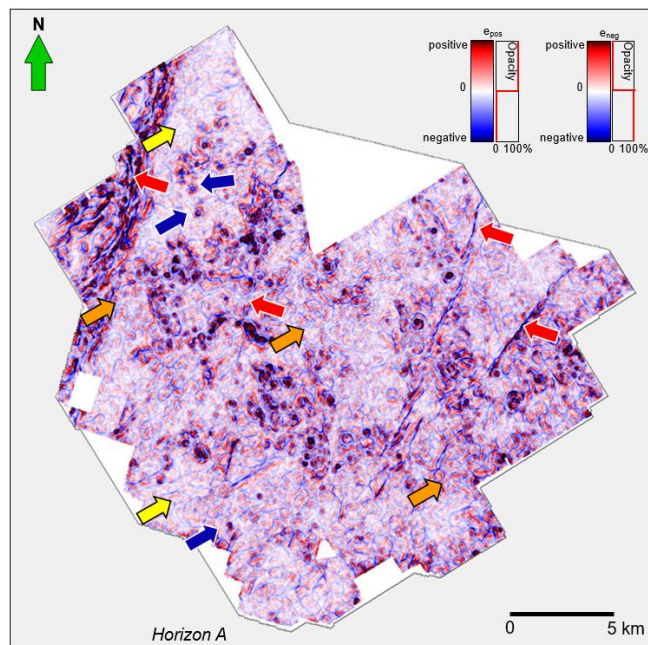 N
e_pos
e_neg
positive
0
negative
Opacity
0 100%
positive
0
negative
Opacity
0 100%
Horizon A
0 5 km